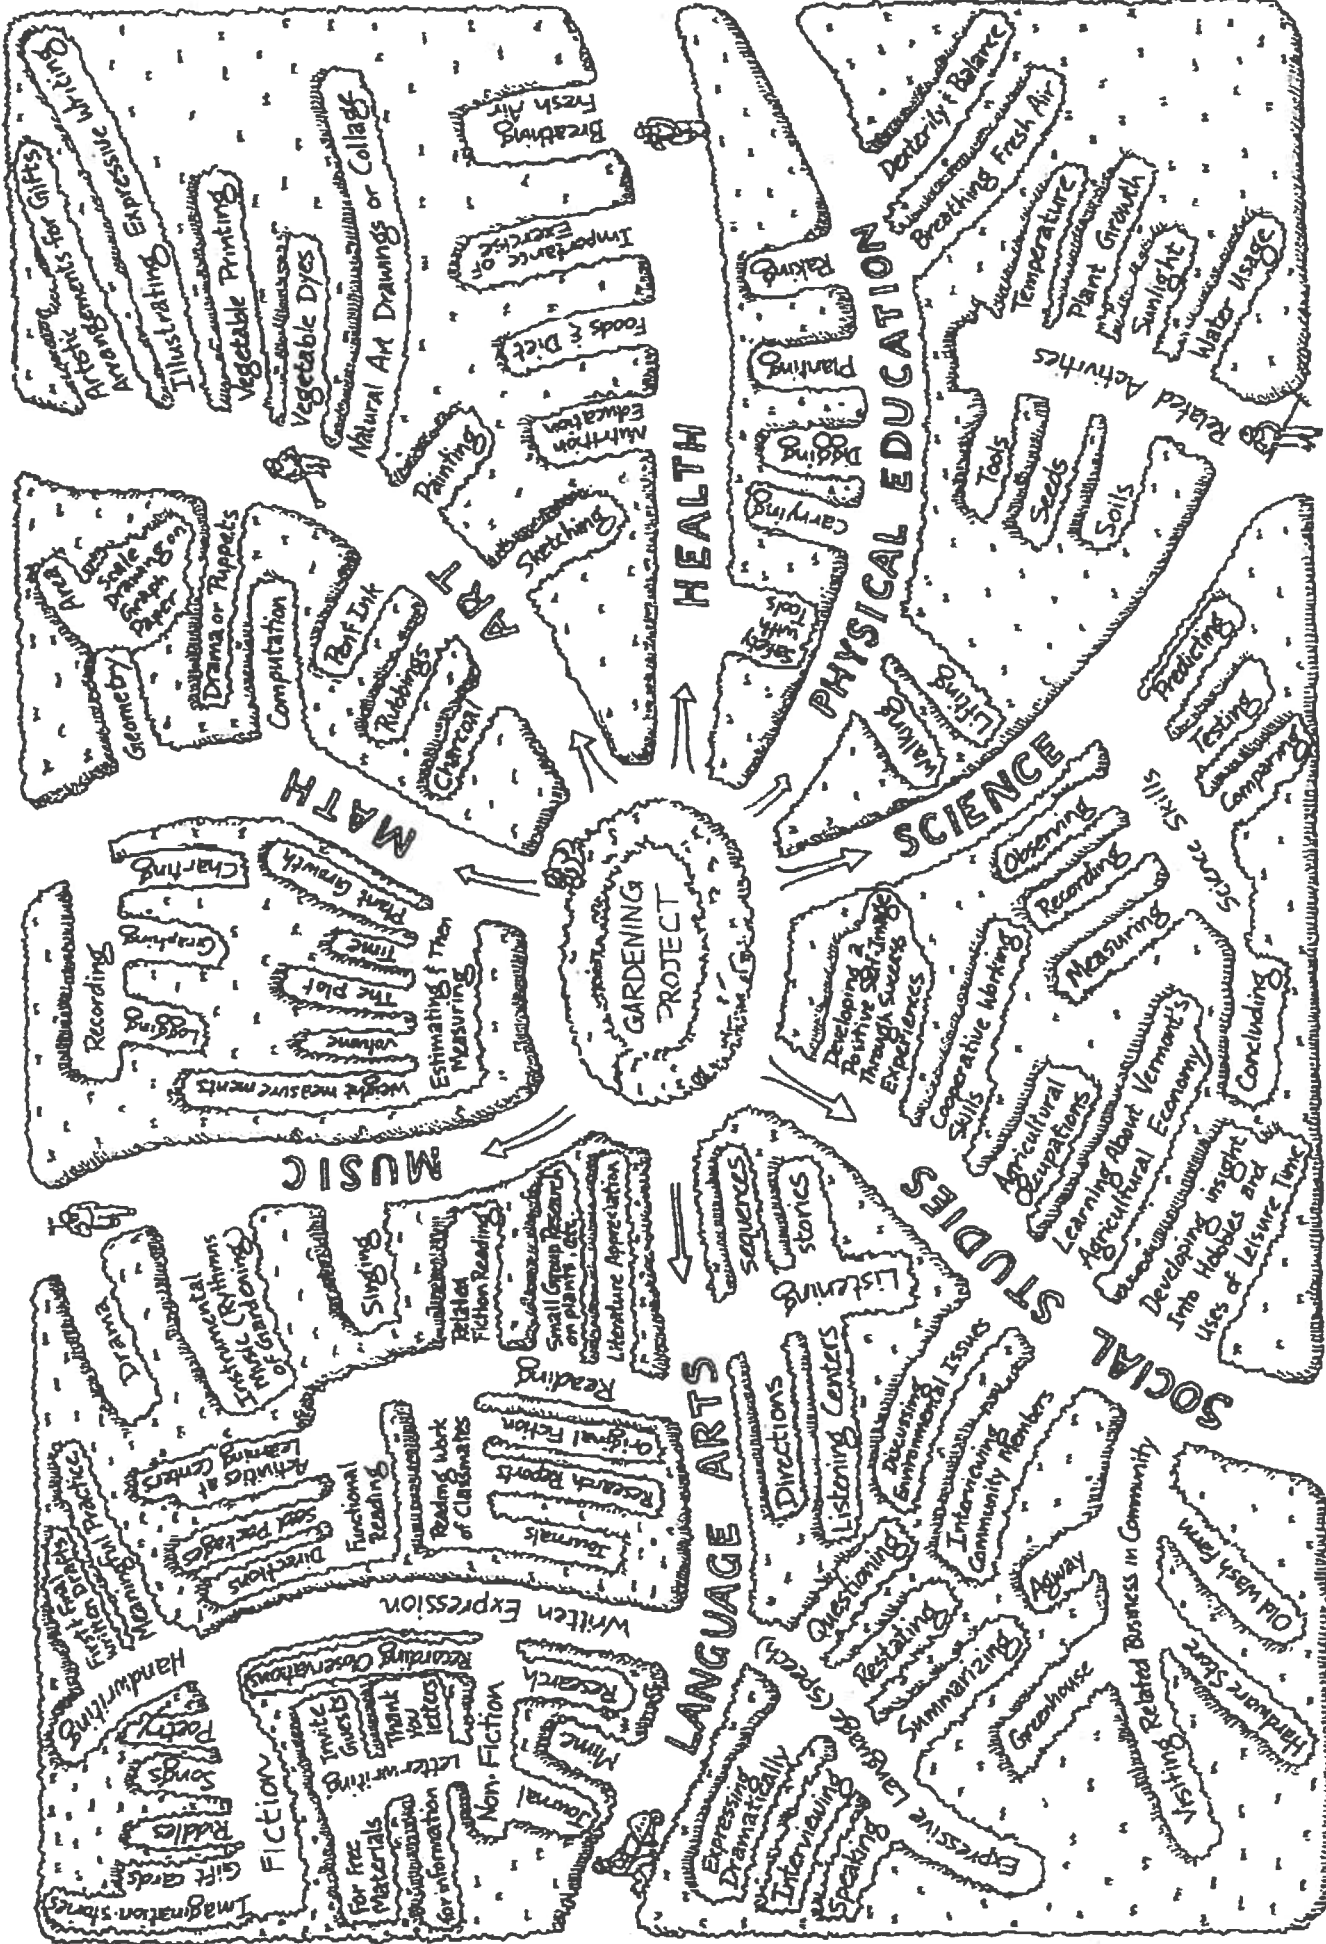 GARDENING
PROJECT
ART
Illustrating Expressive Writing
Artistic
Arrangements for Gifts
Vegetable Printing
Vegetable Dyes
Natural Art Drawings or Collage
Painting
Sketching
Drama or Puppets
Pen & Ink
Rubbings
Charcoal
HEALTH
Breathing
Fresh Air
Importance of
Exercise
Foods & Diet
Nutrition
Education
Safety
with
Tools
PHYSICAL EDUCATION
Dexterity & Balance
Breathing Fresh Air
Raking
Planting
Digging
Carrying
Walking
Lifting
SCIENCE
Related Activities
Temperature
Plant Growth
Sunlight
Water Usage
Tools
Seeds
Soils
Science Skills
Predicting
Testing
Comparing
Observing
Recording
Measuring
Concluding
SOCIAL STUDIES
Developing a
Positive Self-Image
Through Success
Experiences
Cooperative Working
Skills
Agricultural
Occupations
Learning About Vermont's
Agricultural Economy
Developing insight
Into Hobbies and
Uses of Leisure Time
Discussing
Environmental Issues
Interviewing
Community Members
Visiting Related Business in Community
Agway
Greenhouse
Old Wash Farm
Hardware Store
LANGUAGE ARTS
Listening
Sequences
Stories
Directions
Listening Centers
Expressive Language (Speech)
Questioning
Restating
Summarizing
Expressing
Dramatically
Interviewing
Speaking
Reading
Related
Fiction Reading
Small Group Research
on plants, etc.
Literature Appreciation
Original Fiction
Research Reports
Journals
Reading Work
of Classmates
Functional
Reading
Activities at
Learning Centers
Seed Packages
Directions
Written Expression
Research
Mime
Journal
Non-Fiction
Recording Observations
Letterwriting
Invite
Guests
Thank
You
letters
For Free
Materials
for information
Fiction
Poetry
Songs
Riddles
Gift cards
Imagination stories
Handwriting
First & Final Drafts
written down
Meaningful Practice
MUSIC
Drama
Instrumental
Music (Rhythms
of Gardening)
Singing
MATH
Area
Scale
Drawing on
Graph
Paper
Geometry
Computation
Recording
Charting
Graphing
Logging
Estimating & Then
Measuring
Plant Growth
Time
The Plot
Volume
Weight measurements